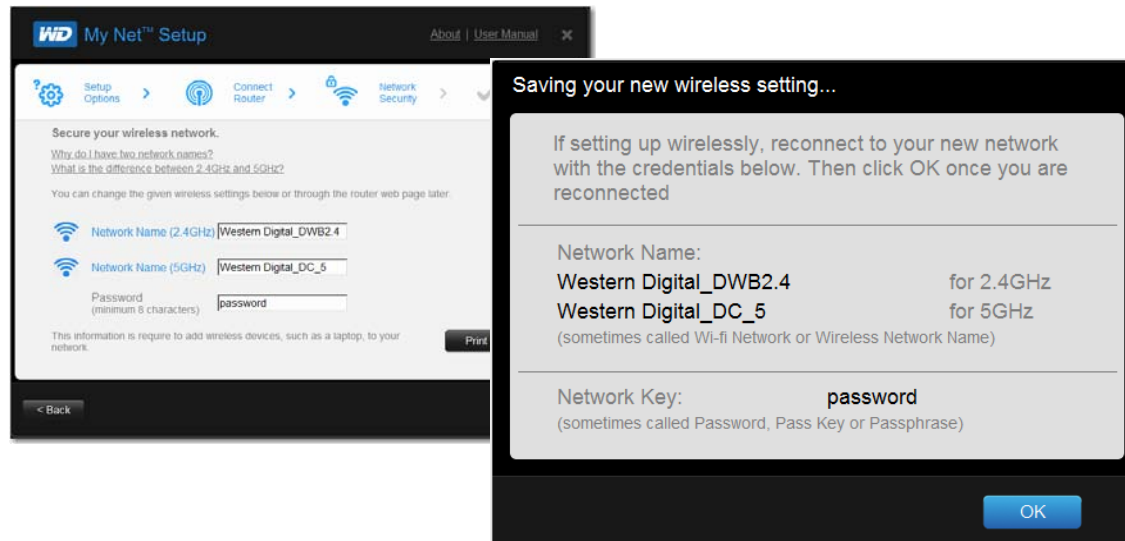 WD My Net™ Setup
About | User Manual
Setup Options > Connect Router > Network Security >
Secure your wireless network.
Why do I have two network names?
What is the difference between 2.4GHz and 5GHz?
You can change the given wireless settings below or through the router web page later.
Network Name (2.4GHz) Western Digital_DWB2.4
Network Name (5GHz) Western Digital_DC_5
Password password
(minimum 8 characters)
This information is require to add wireless devices, such as a laptop, to your
network.
Print
< Back
Saving your new wireless setting...
If setting up wirelessly, reconnect to your new network
with the credentials below. Then click OK once you are
reconnected
Network Name:
Western Digital_DWB2.4 for 2.4GHz
Western Digital_DC_5 for 5GHz
(sometimes called Wi-fi Network or Wireless Network Name)
Network Key: password
(sometimes called Password, Pass Key or Passphrase)
OK